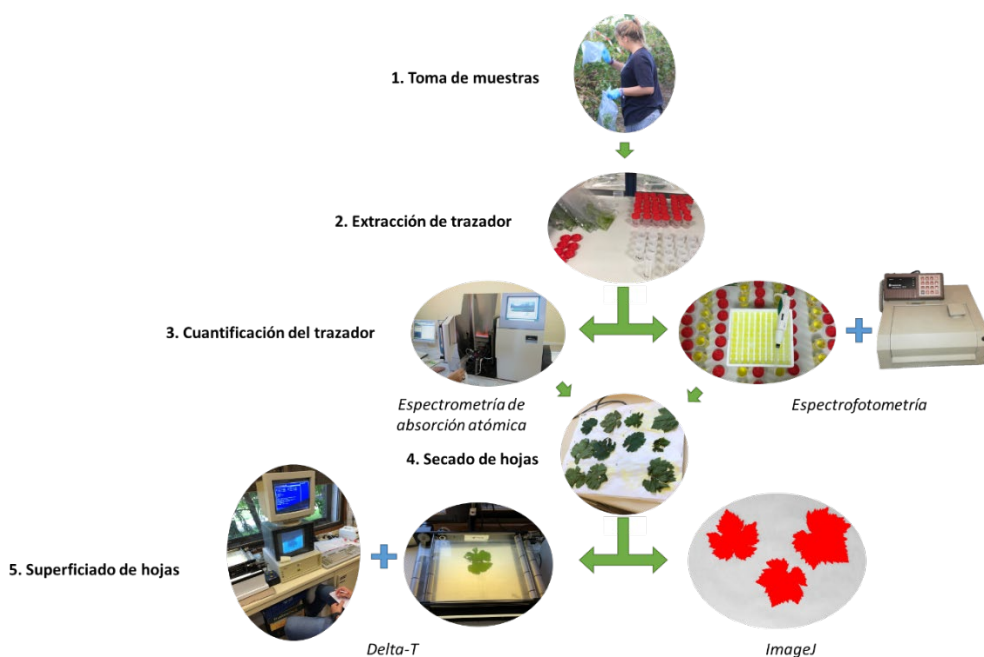 1. Toma de muestras
2. Extracción de trazador
3. Cuantificación del trazador
Espectrometría de
absorción atómica
Espectrofotometría
4. Secado de hojas
5. Superficiado de hojas
Delta-T
ImageJ